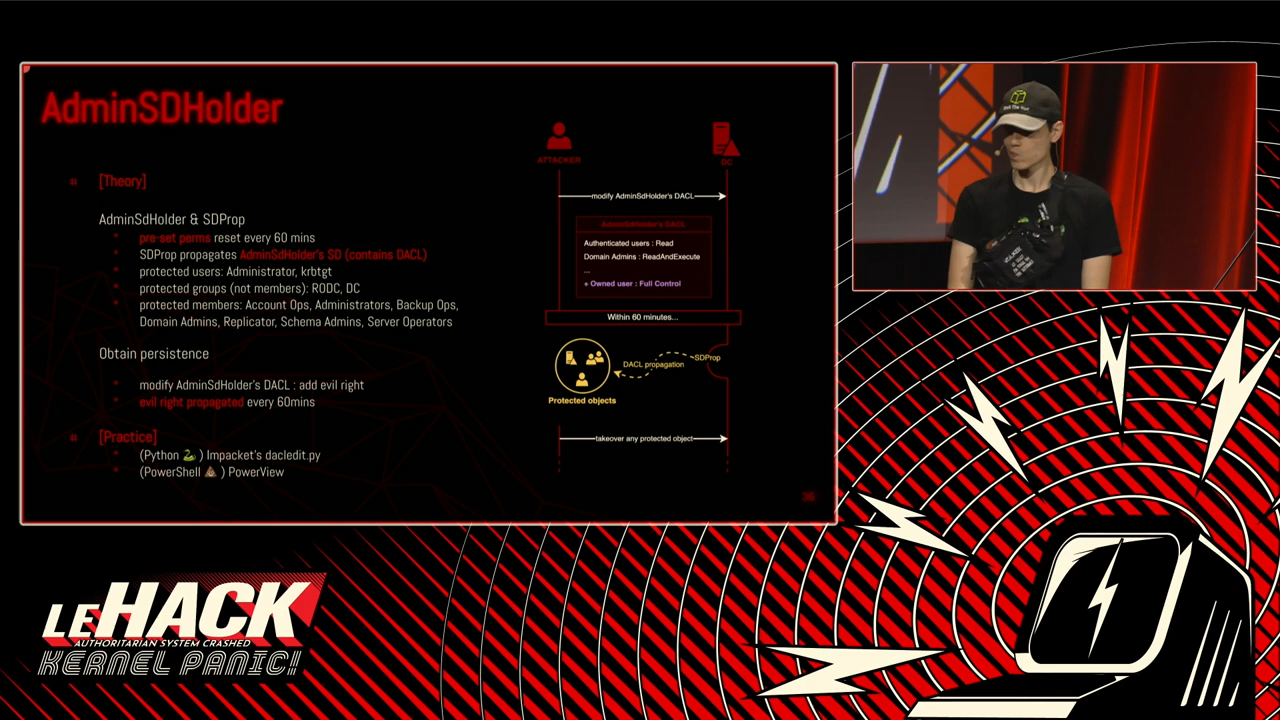 AdminSDHolder
# [Theory]
AdminSdHolder & SDProp
* pre-set perms reset every 60 mins
* SDProp propagates AdminSdHolder's SD (contains DACL)
* protected users: Administrator, krbtgt
* protected groups (not members): RODC, DC
* protected members: Account Ops, Administrators, Backup Ops,
Domain Admins, Replicator, Schema Admins, Server Operators
Obtain persistence
* modify AdminSdHolder's DACL : add evil right
* evil right propagated every 60mins
# [Practice]
* (Python 🐍 ) Impacket's dacledit.py
* (PowerShell ) PowerView
ATTACKER
DC
modify AdminSdHolder's DACL
AdminSdHolder's DACL
Authenticated users : Read
Domain Admins : ReadAndExecute
...
+ Owned user : Full Control
Within 60 minutes...
SDProp
DACL propagation
Protected objects
takeover any protected object
36
LEHACK
AUTHORITARIAN SYSTEM CRASHED
KERNEL PANIC!